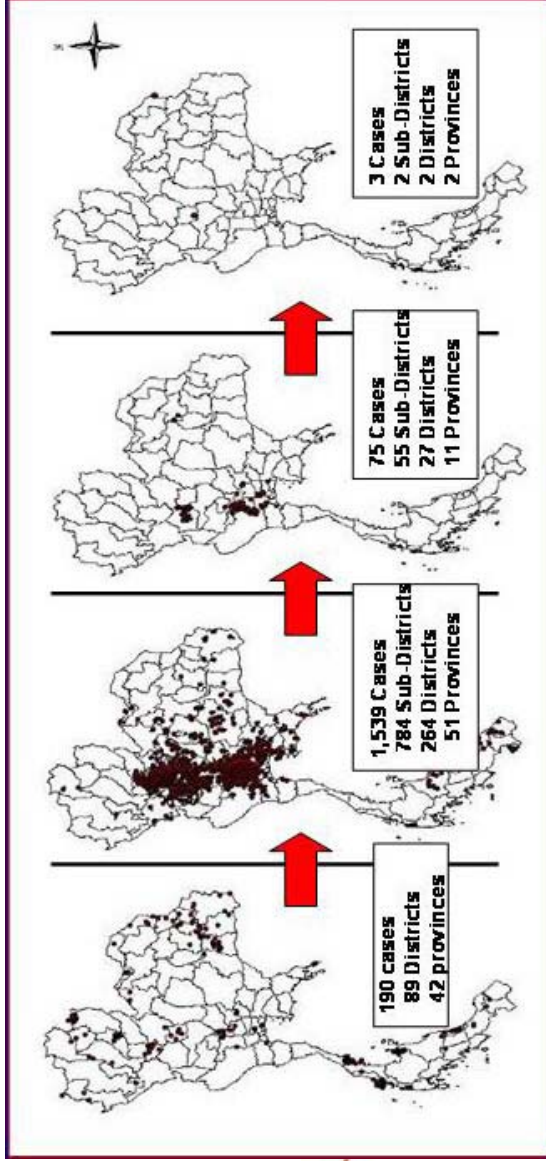 190 cases
89 Districts
42 provinces
1,539 Cases
784 Sub-Districts
264 Districts
51 Provinces
75 Cases
55 Sub-Districts
27 Districts
11 Provinces
3 Cases
2 Sub-Districts
2 Districts
2 Provinces